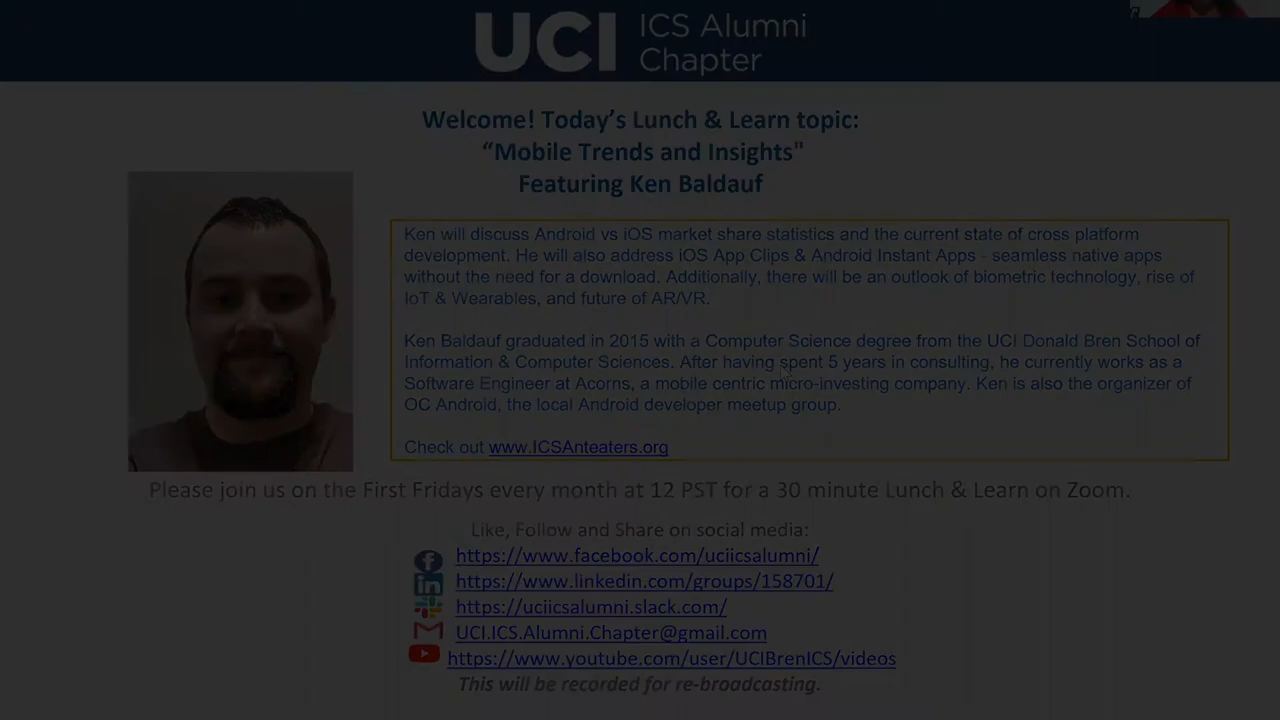 UCI ICS Alumni
Chapter
Welcome! Today’s Lunch & Learn topic:
“Mobile Trends and Insights"
Featuring Ken Baldauf
Ken will discuss Android vs iOS market share statistics and the current state of cross platform
development. He will also address iOS App Clips & Android Instant Apps - seamless native apps
without the need for a download. Additionally, there will be an outlook of biometric technology, rise of
IoT & Wearables, and future of AR/VR.
Ken Baldauf graduated in 2015 with a Computer Science degree from the UCI Donald Bren School of
Information & Computer Sciences. After having spent 5 years in consulting, he currently works as a
Software Engineer at Acorns, a mobile centric micro-investing company. Ken is also the organizer of
OC Android, the local Android developer meetup group.
Check out www.ICSAnteaters.org
Please join us on the First Fridays every month at 12 PST for a 30 minute Lunch & Learn on Zoom.
Like, Follow and Share on social media:
https://www.facebook.com/uciicsalumni/
https://www.linkedin.com/groups/158701/
https://uciicsalumni.slack.com/
UCI.ICS.Alumni.Chapter@gmail.com
https://www.youtube.com/user/UCIBrenICS/videos
This will be recorded for re-broadcasting.